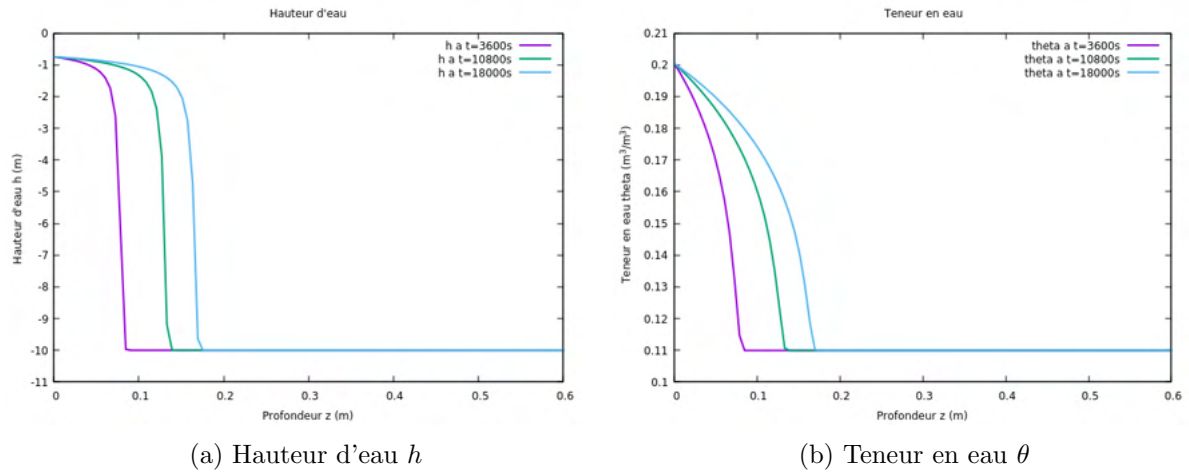 Hauteur d'eau
0
-1
-2
-3
-4
-5
-6
-7
-8
-9
-10
-11
Hauteur d'eau h (m)
h a t=3600s
h a t=10800s
h a t=18000s
0 0.1 0.2 0.3 0.4 0.5 0.6
Profondeur z (m)
(a) Hauteur d'eau h
Teneur en eau
0.21
0.2
0.19
0.18
0.17
0.16
0.15
0.14
0.13
0.12
0.11
0.1
Teneur en eau theta (m³/m³)
theta a t=3600s
theta a t=10800s
theta a t=18000s
0 0.1 0.2 0.3 0.4 0.5 0.6
Profondeur z (m)
(b) Teneur en eau θ